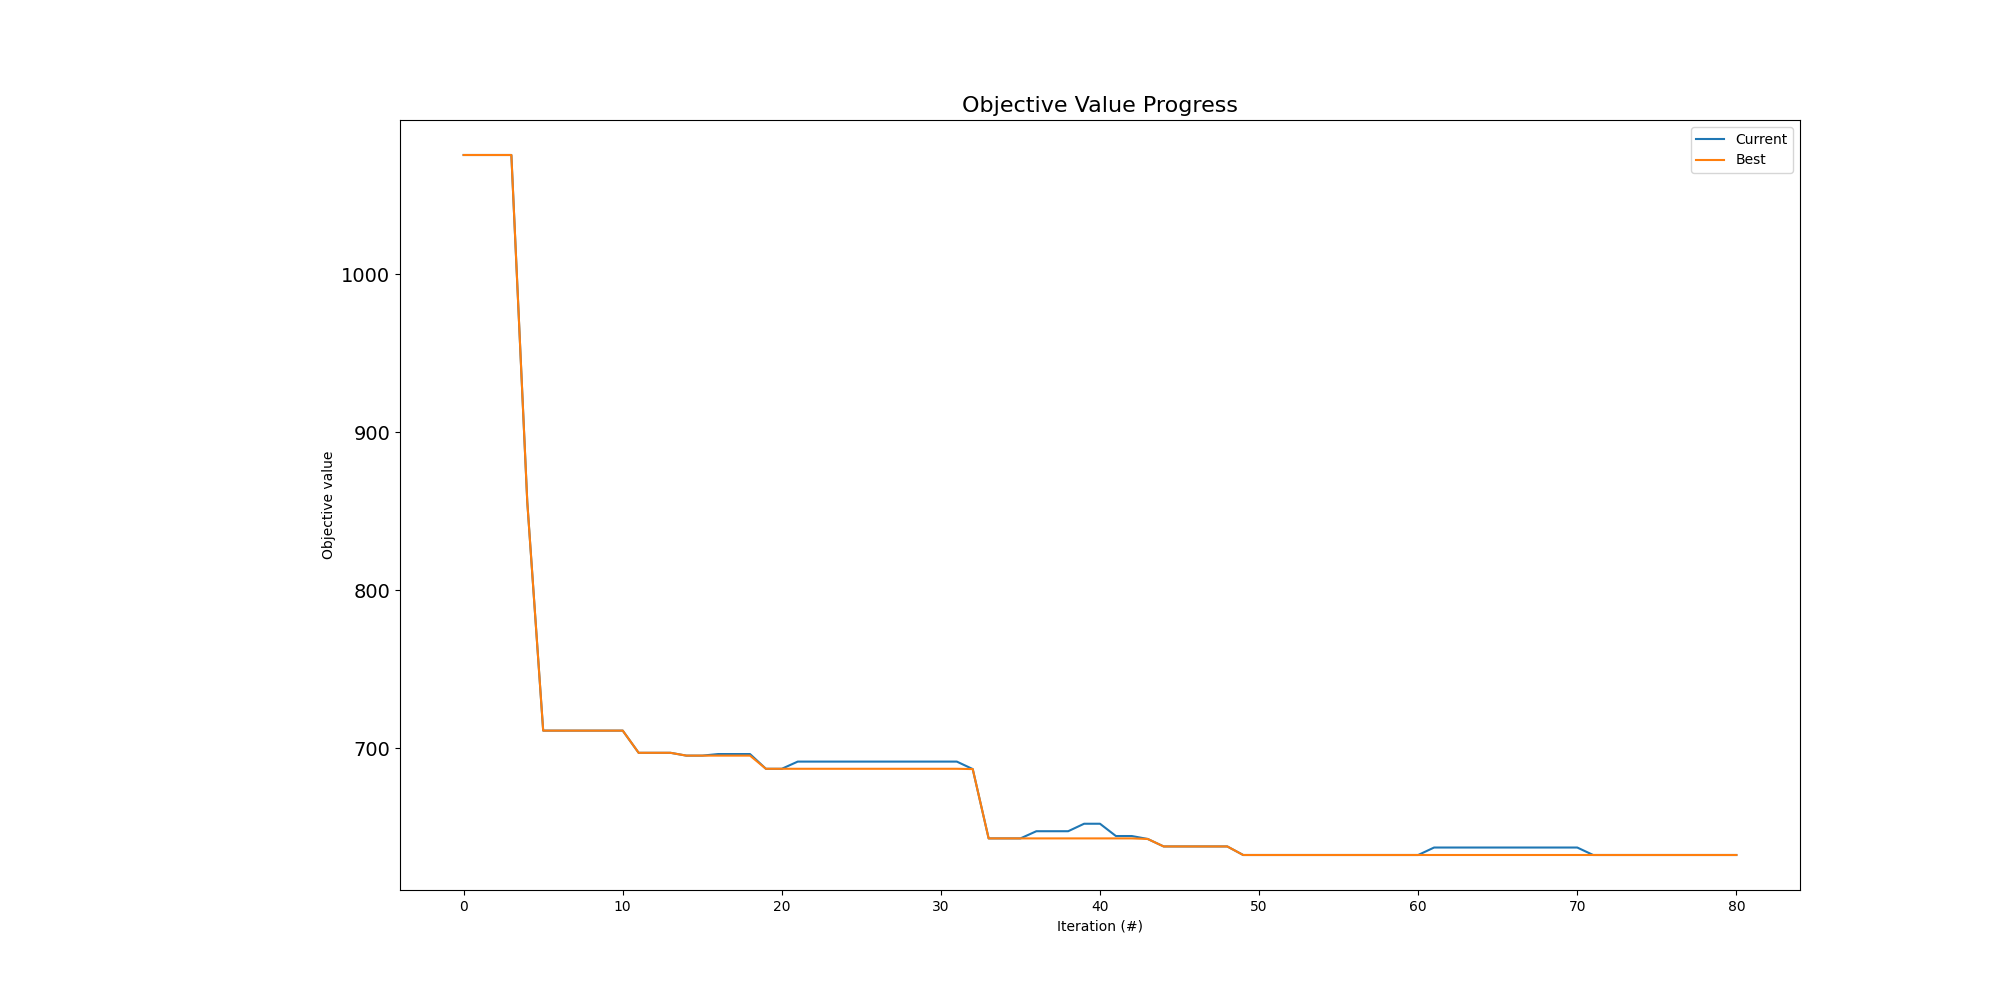 Objective Value Progress
Current
Best
1000
900
800
700
Objective value
0 10 20 30 40 50 60 70 80
Iteration (#)